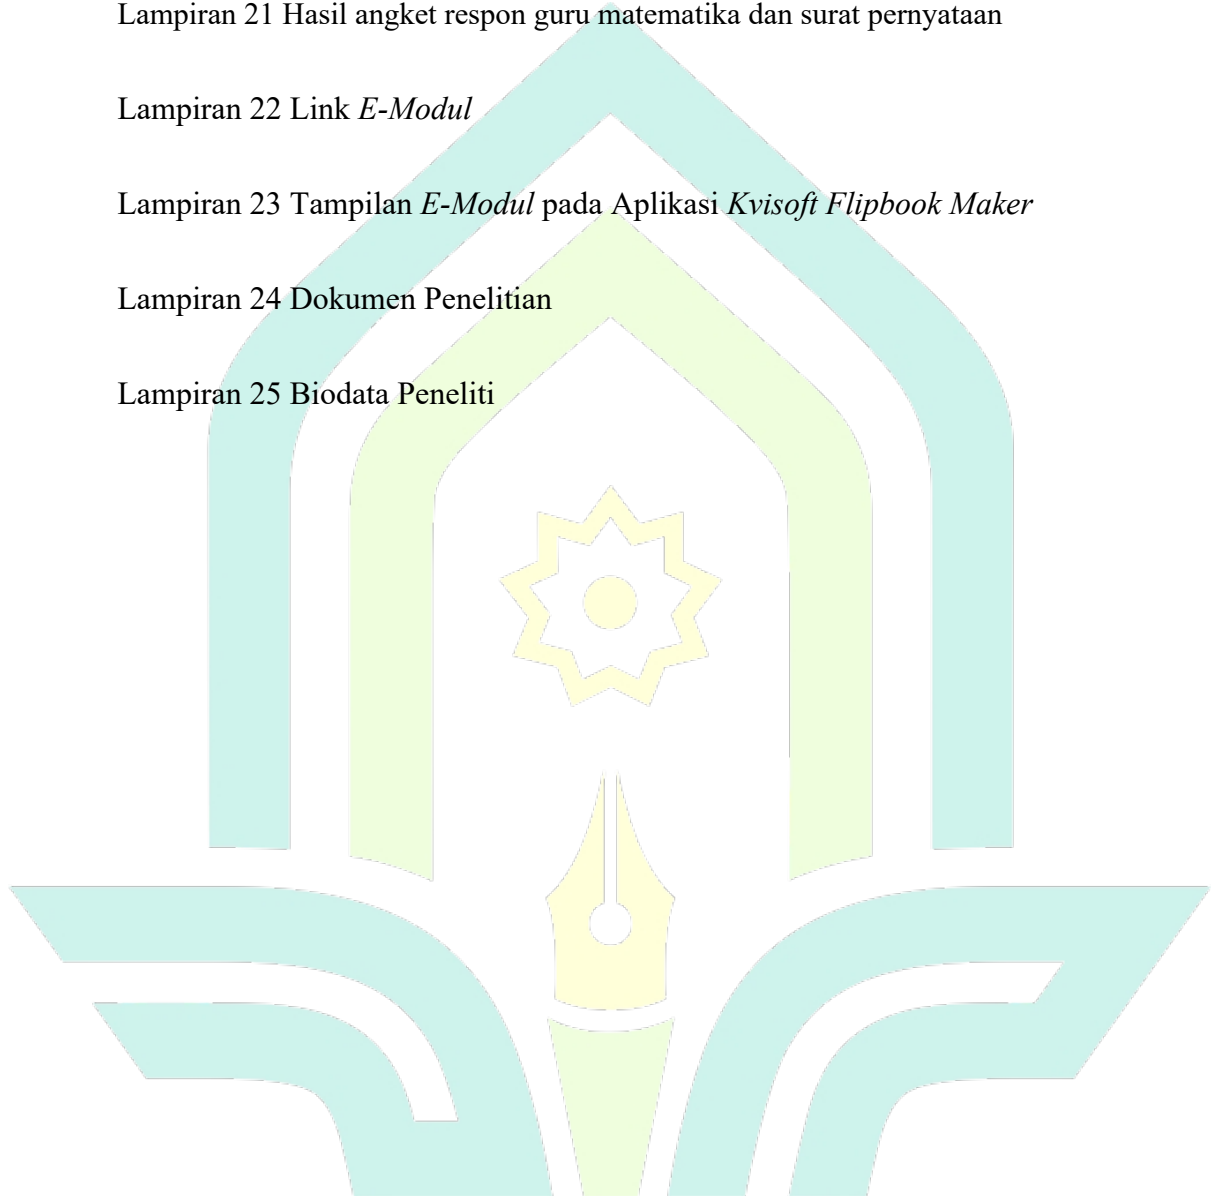 Lampiran 21 Hasil angket respon guru matematika dan surat pernyataan
Lampiran 22 Link E-Modul
Lampiran 23 Tampilan E-Modul pada Aplikasi Kvisoft Flipbook Maker
Lampiran 24 Dokumen Penelitian
Lampiran 25 Biodata Peneliti